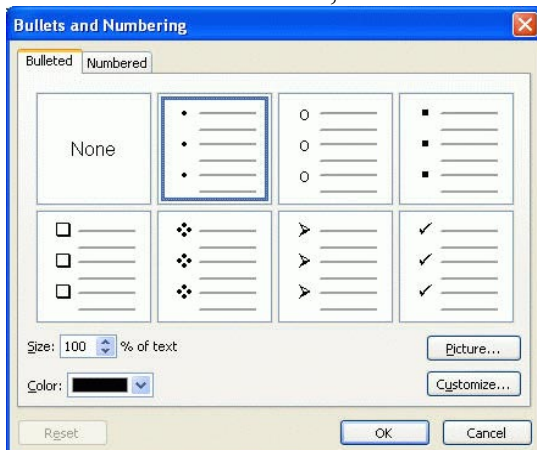 Bullets and Numbering
Bulleted Numbered
None
Size: 100 % of text
Picture...
Color:
Customize...
Reset OK Cancel